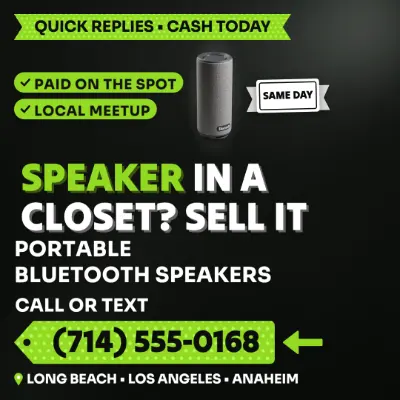 QUICK REPLIES • CASH TODAY
PAID ON THE SPOT
LOCAL MEETUP
SAME DAY
SPEAKER IN A
CLOSET? SELL IT
PORTABLE
BLUETOOTH SPEAKERS
CALL OR TEXT
(714) 555-0168
LONG BEACH • LOS ANGELES • ANAHEIM